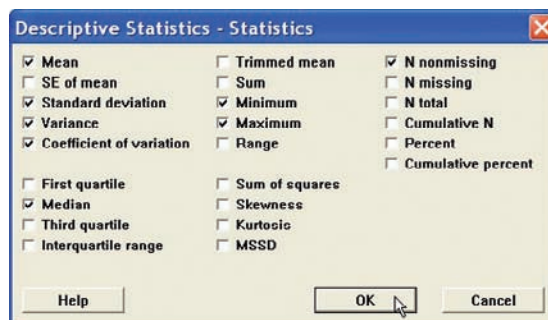 Descriptive Statistics - Statistics
Mean
SE of mean
Standard deviation
Variance
Coefficient of variation
First quartile
Median
Third quartile
Interquartile range
Trimmed mean
Sum
Minimum
Maximum
Range
Sum of squares
Skewness
Kurtosis
MSSD
N nonmissing
N missing
N total
Cumulative N
Percent
Cumulative percent
Help
OK
Cancel